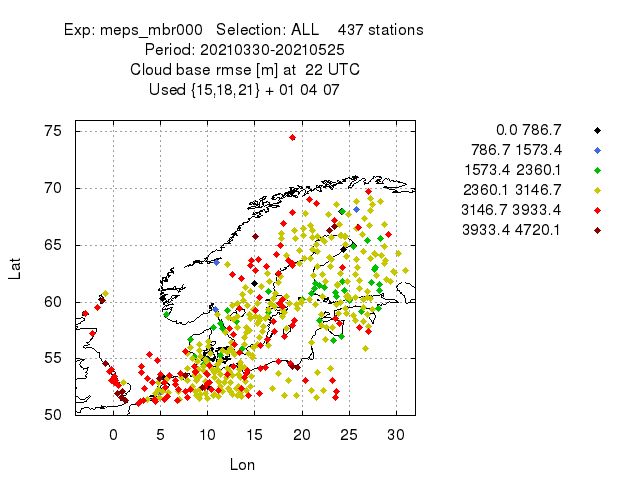 Exp: meps_mbr000   Selection: ALL    437 stations
Period: 20210330-20210525
Cloud base rmse [m] at  22 UTC
Used {15,18,21} + 01 04 07
0.0 786.7
786.7 1573.4
1573.4 2360.1
2360.1 3146.7
3146.7 3933.4
3933.4 4720.1
75
70
65
60
55
50
Lat
0 5 10 15 20 25 30
Lon